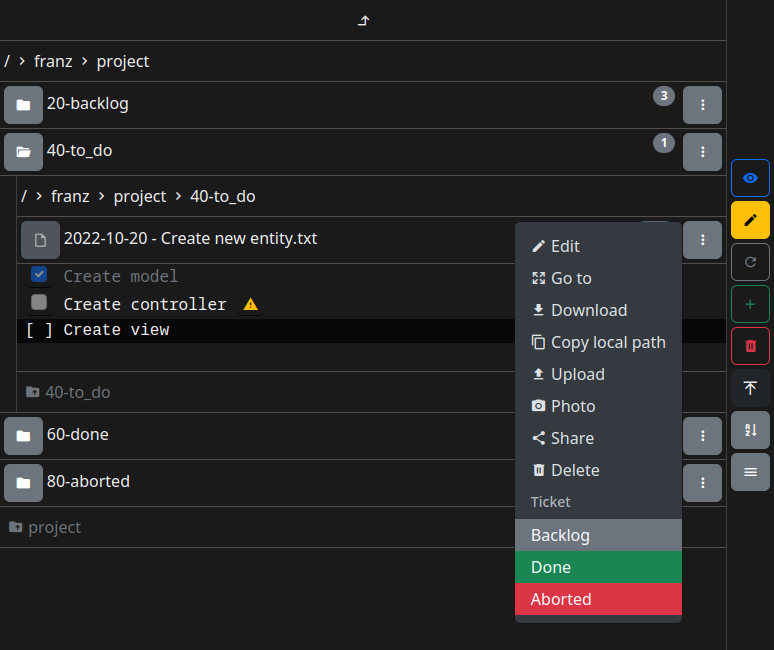 / > franz > project
20-backlog 3
40-to_do 1
/ > franz > project > 40-to_do
2022-10-20 - Create new entity.txt
Create model
Create controller
[ ] Create view
40-to_do
60-done
80-aborted
project
Edit
Go to
Download
Copy local path
Upload
Photo
Share
Delete
Ticket
Backlog
Done
Aborted